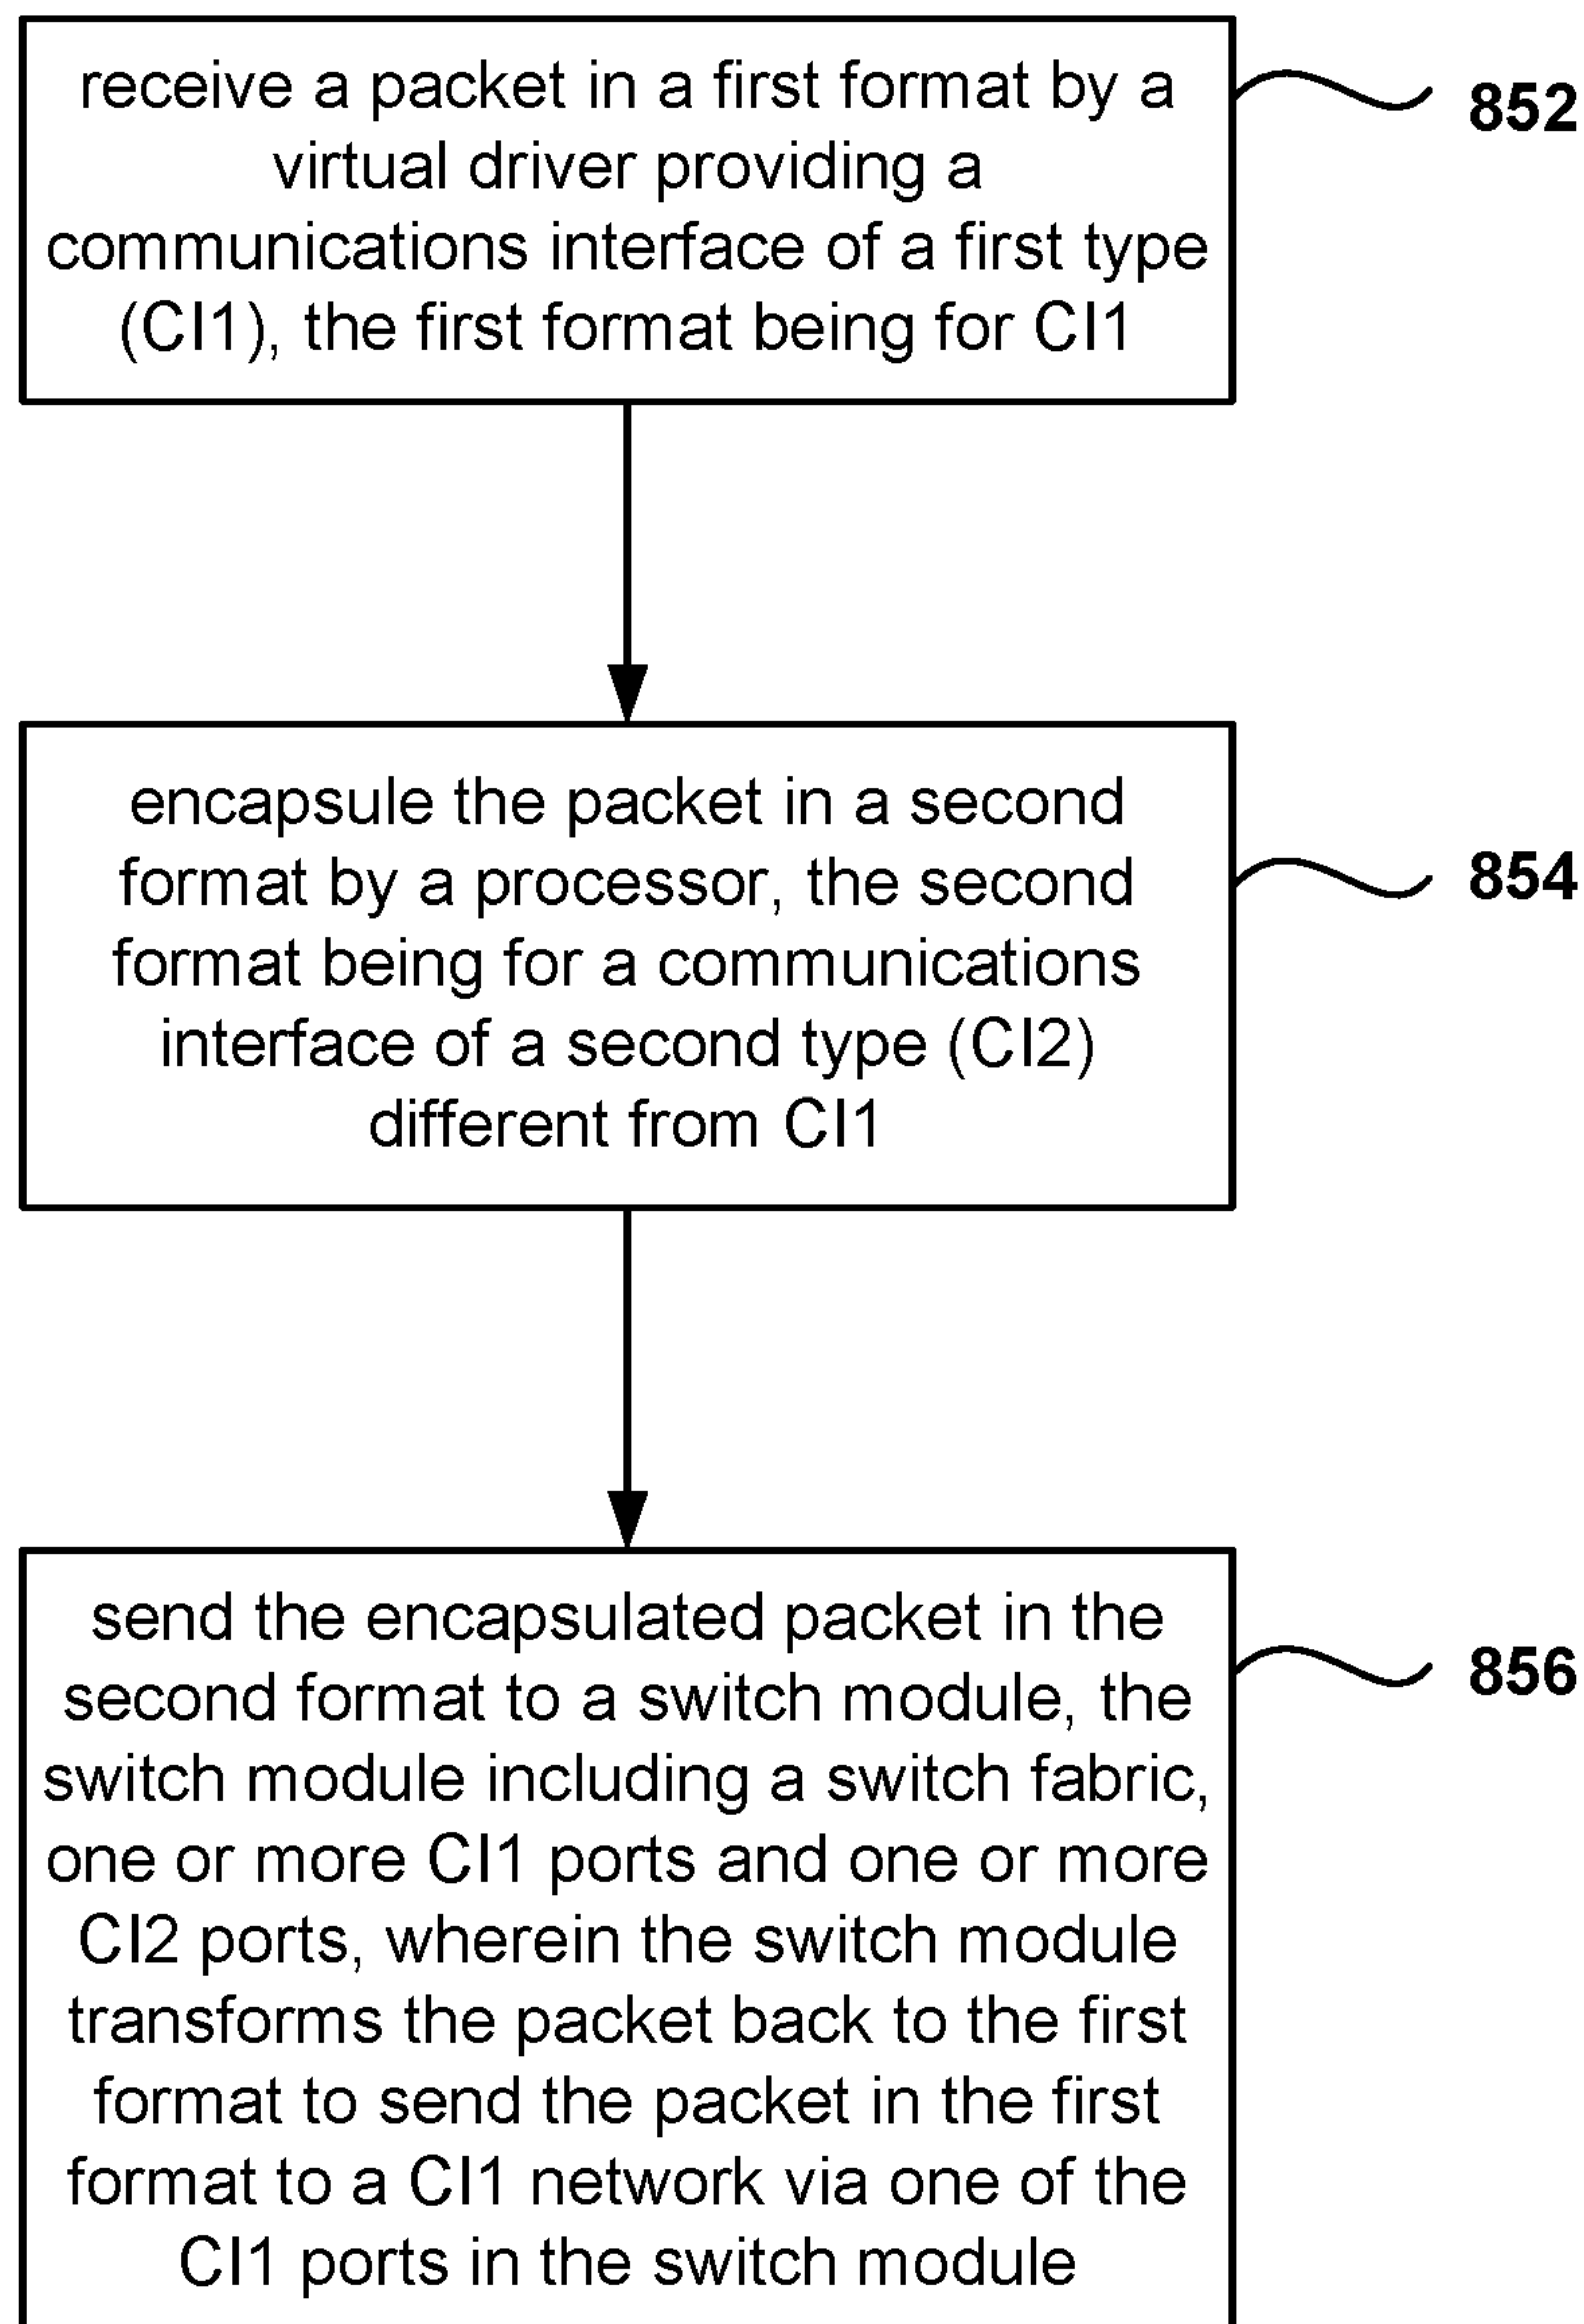 receive a packet in a first format by a
virtual driver providing a
communications interface of a first type
(CI1), the first format being for CI1
852
encapsule the packet in a second
format by a processor, the second
format being for a communications
interface of a second type (CI2)
different from CI1
854
send the encapsulated packet in the
second format to a switch module, the
switch module including a switch fabric,
one or more CI1 ports and one or more
CI2 ports, wherein the switch module
transforms the packet back to the first
format to send the packet in the first
format to a CI1 network via one of the
CI1 ports in the switch module
856